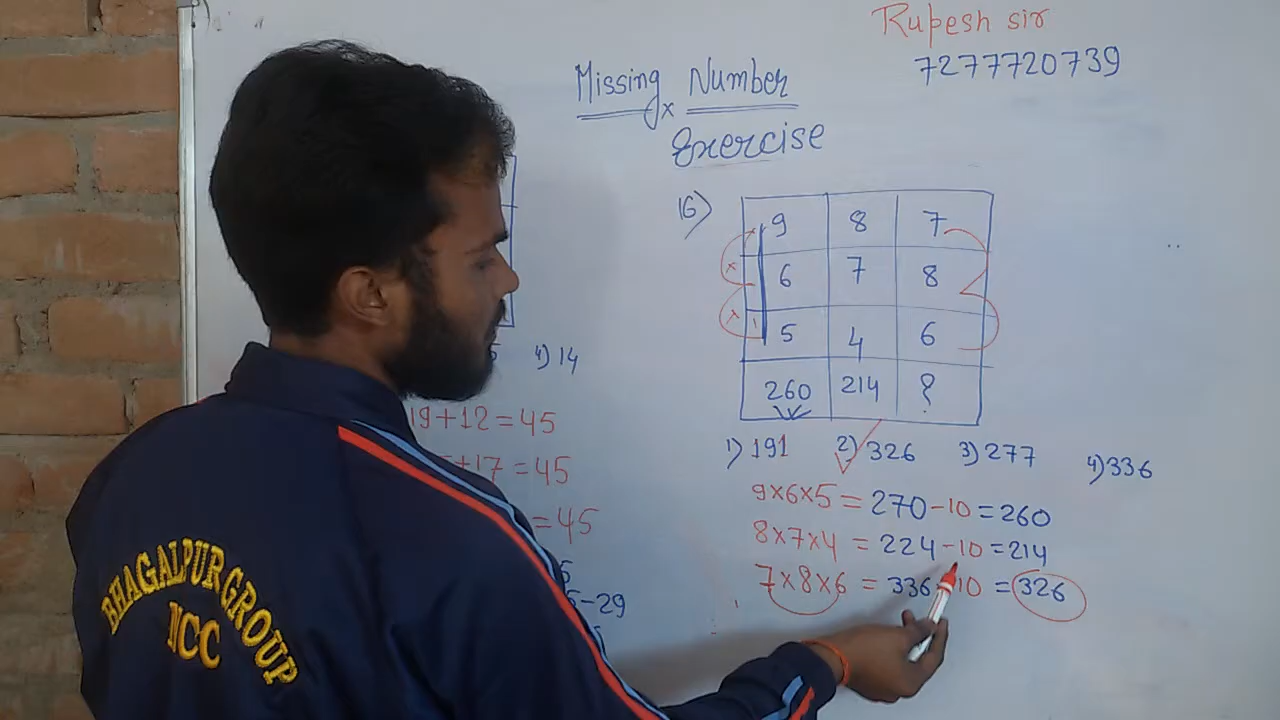 Rupesh sir
7277720739
Missing Number
Exercise
16)
9 8 7
6 7 8
5 4 6
260 214 ?
1) 191 2) 326 3) 277 4) 336
9×6×5 = 270-10 = 260
8×7×4 = 224-10 = 214
7×8×6 = 336-10 = 326
4) 14
19+12 = 45
+17 = 45
= 45
-29
BHAGALPUR GROUP
NCC